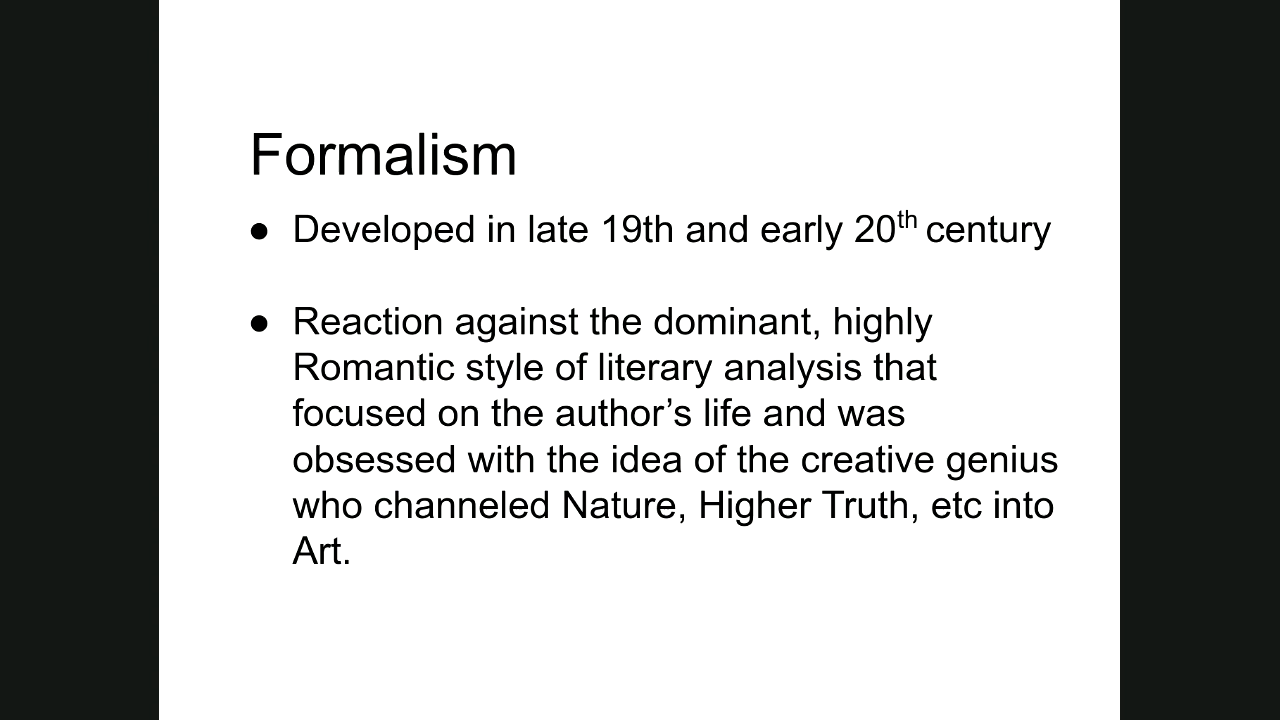 Formalism
● Developed in late 19th and early 20th century
● Reaction against the dominant, highly
Romantic style of literary analysis that
focused on the author’s life and was
obsessed with the idea of the creative genius
who channeled Nature, Higher Truth, etc into
Art.